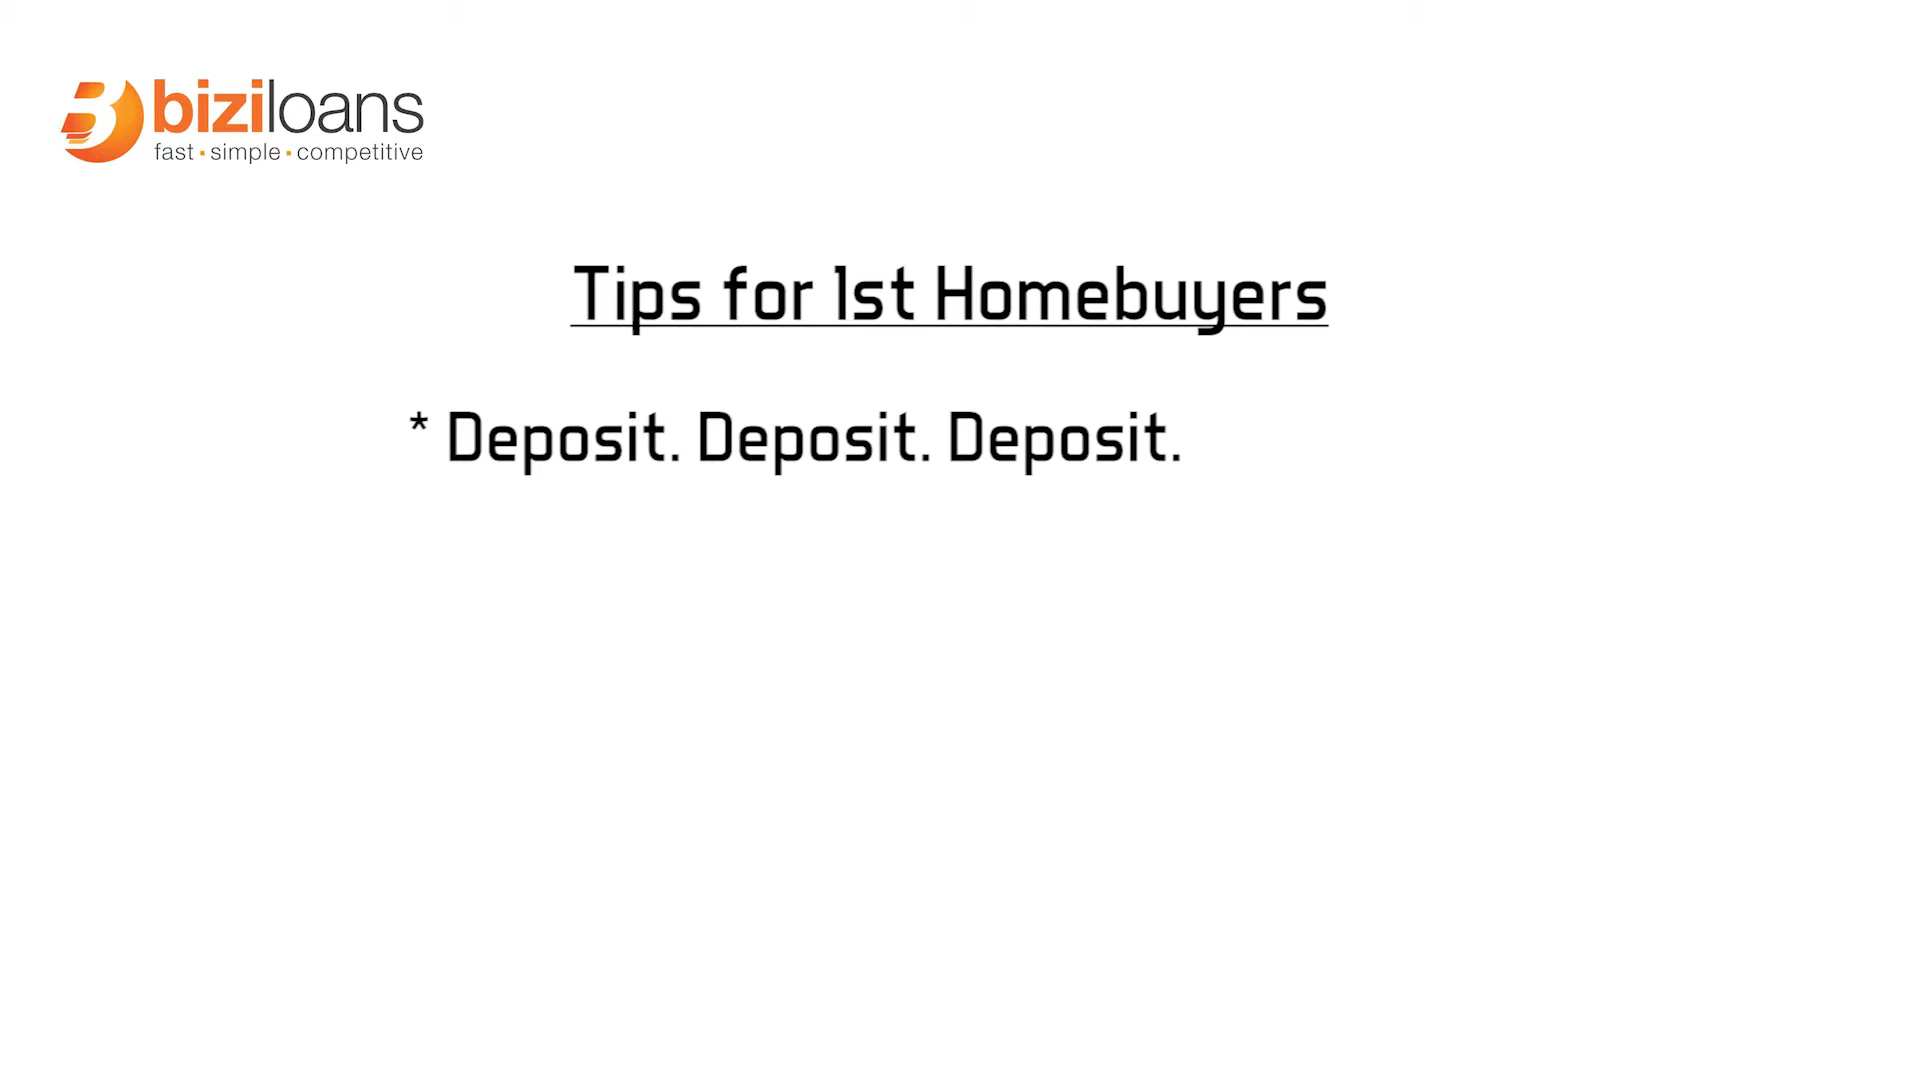 biziloans
fast · simple · competitive
Tips for 1st Homebuyers
* Deposit. Deposit. Deposit.